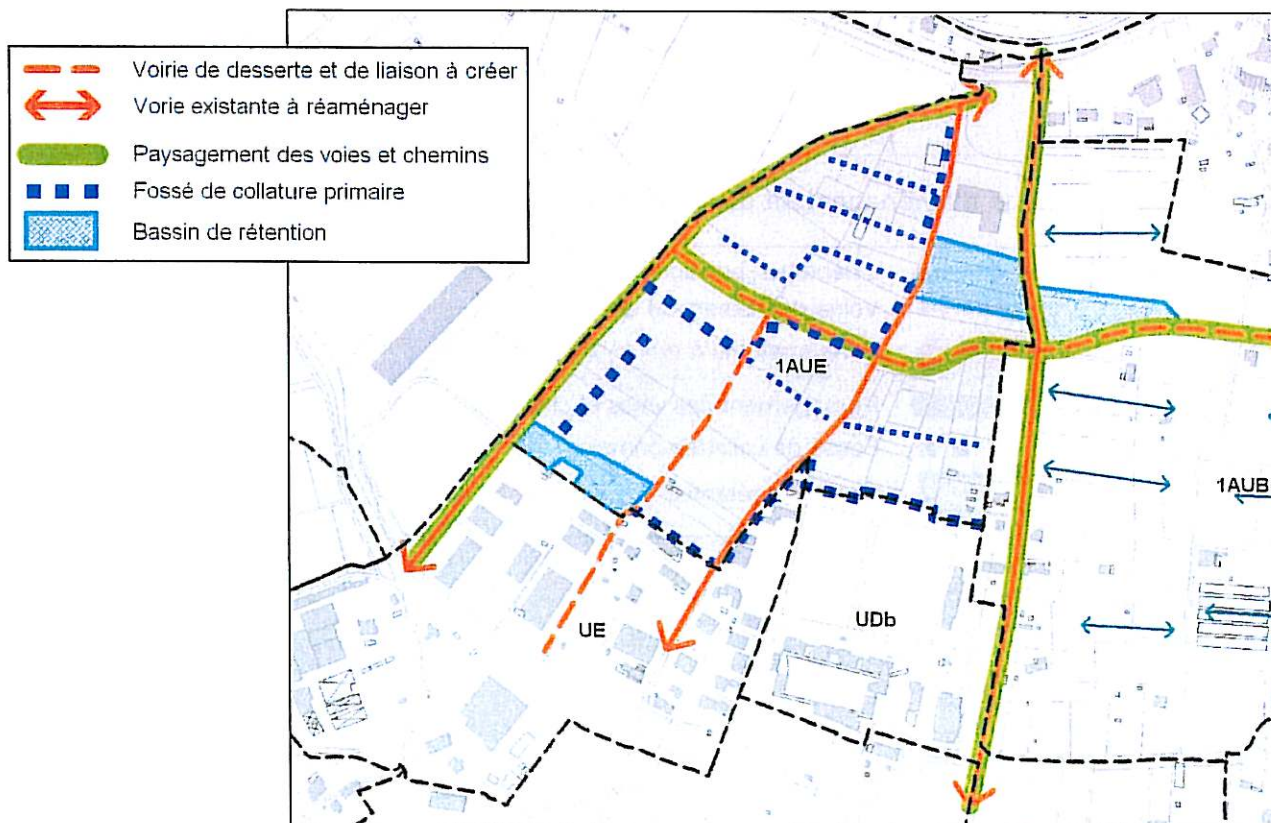 Voirie de desserte et de liaison à créer
Vorie existante à réaménager
Paysagement des voies et chemins
Fossé de collature primaire
Bassin de rétention
1AUE
1AUB
UE
UDb